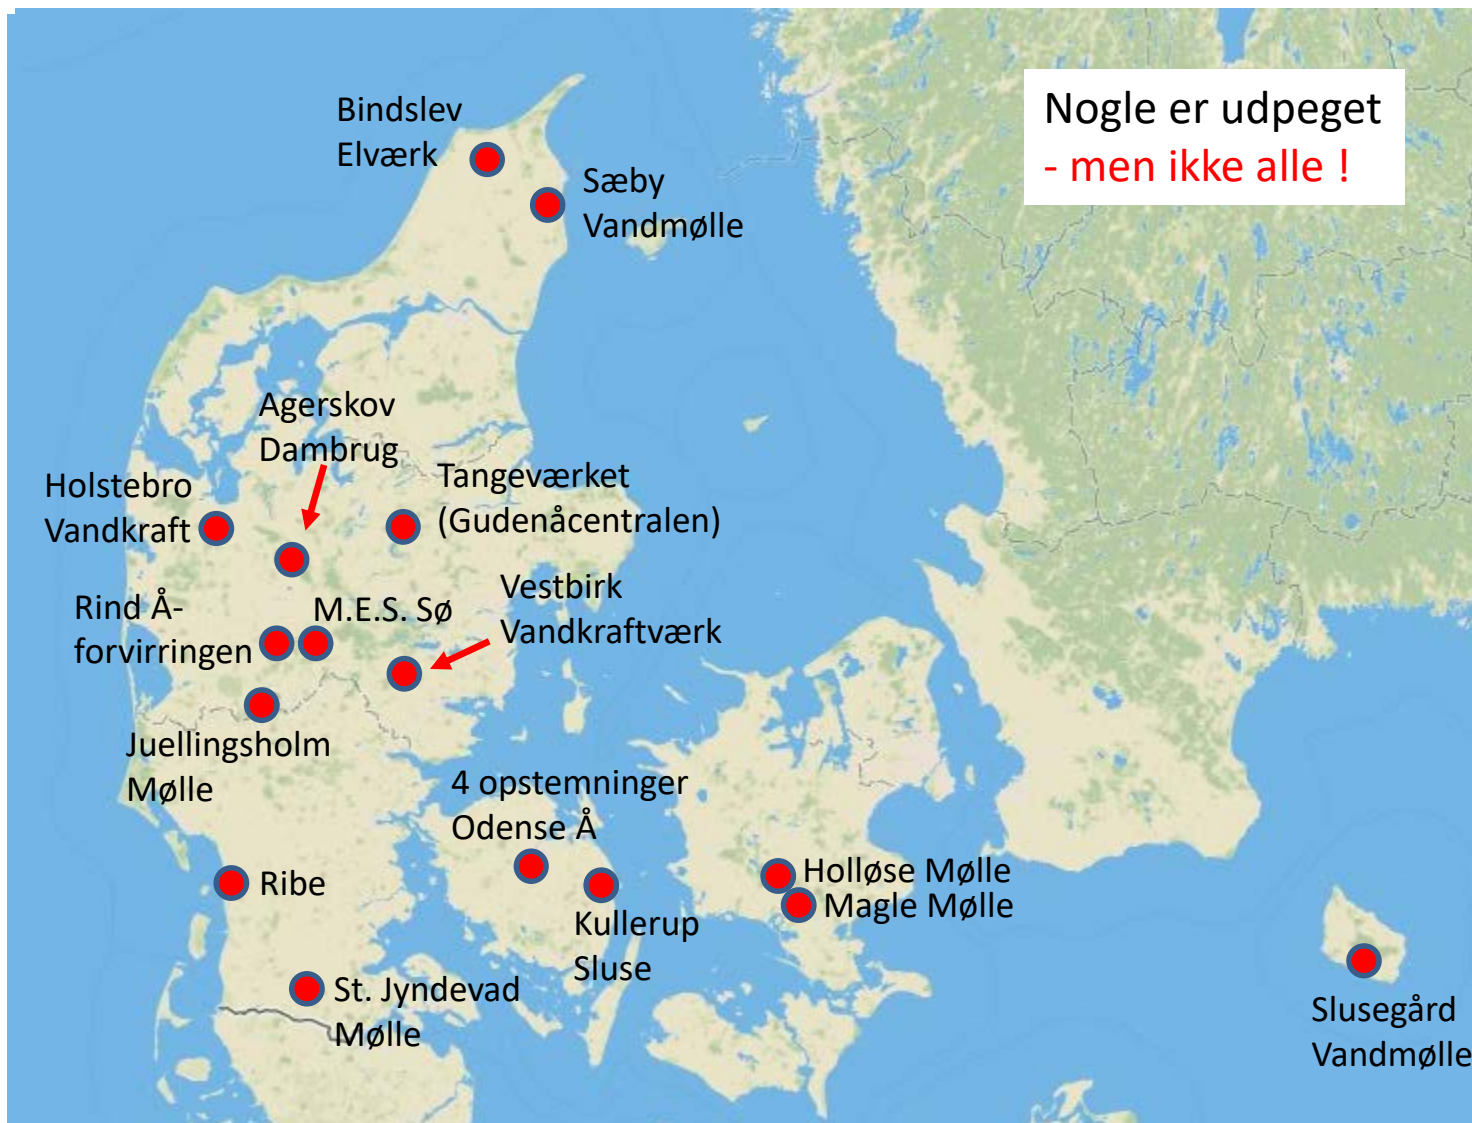 Nogle er udpeget
- men ikke alle !
Bindslev
Elværk
Sæby
Vandmølle
Agerskov
Dambrug
Holstebro
Vandkraft
Tangeværket
(Gudenåcentralen)
Vestbirk
Vandkraftværk
Rind Å-
forvirringen
M.E.S. Sø
Juellingsholm
Mølle
4 opstemninger
Odense Å
Holløse Mølle
Magle Mølle
Ribe
Kullerup
Sluse
St. Jyndevad
Mølle
Slusegård
Vandmølle